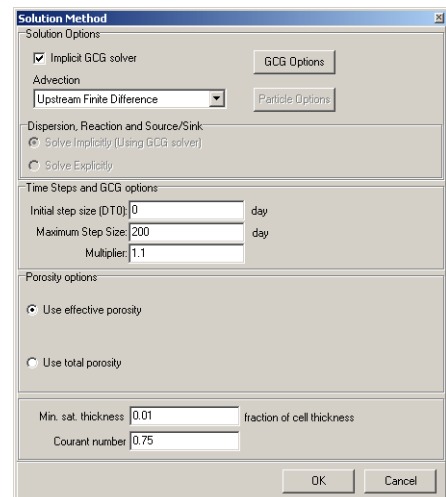 Solution Method
Solution Options
Implicit GCG solver
GCG Options
Advection
Upstream Finite Difference
Particle Options
Dispersion, Reaction and Source/Sink
Solve Implicitly (Using GCG solver)
Solve Explicitly
Time Steps and GCG options
Initial step size (DT0): 0 day
Maximum Step Size: 200 day
Multiplier: 1.1
Porosity options
Use effective porosity
Use total porosity
Min. sat. thickness 0.01 fraction of cell thickness
Courant number 0.75
OK Cancel